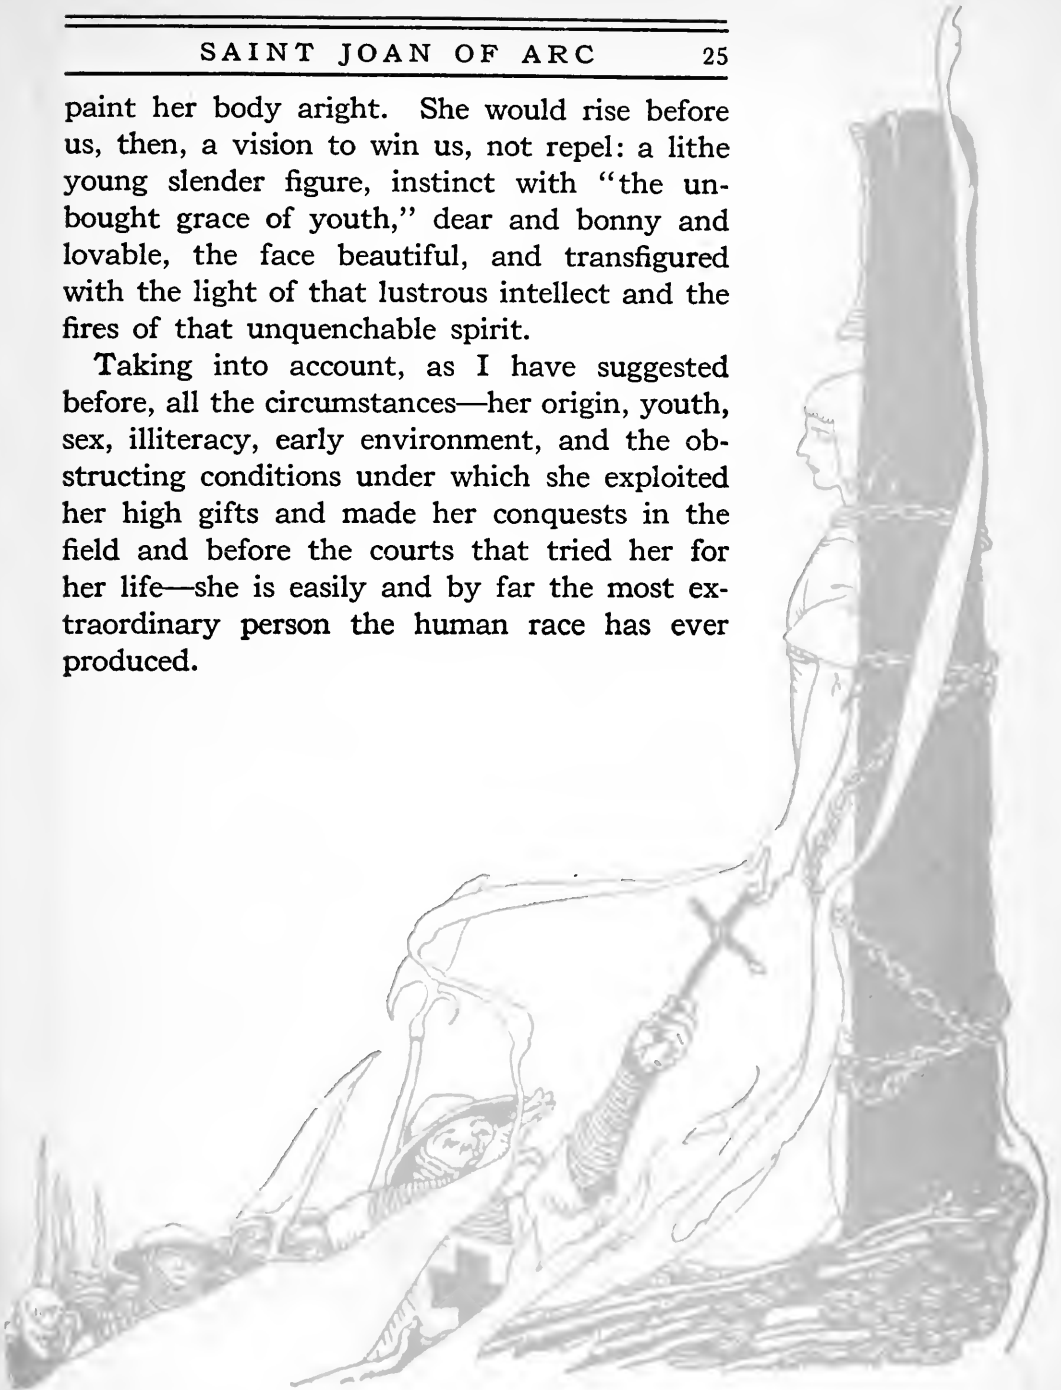 SAINT JOAN OF ARC 25
paint her body aright. She would rise before
us, then, a vision to win us, not repel: a lithe
young slender figure, instinct with “the un-
bought grace of youth,” dear and bonny and
lovable, the face beautiful, and transfigured
with the light of that lustrous intellect and the
fires of that unquenchable spirit.
Taking into account, as I have suggested
before, all the circumstances—her origin, youth,
sex, illiteracy, early environment, and the ob-
structing conditions under which she exploited
her high gifts and made her conquests in the
field and before the courts that tried her for
her life—she is easily and by far the most ex-
traordinary person the human race has ever
produced.